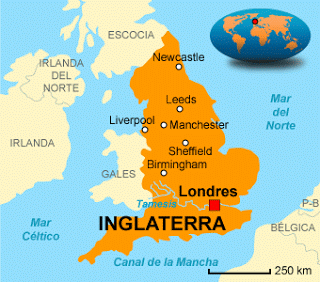 ESCOCIA
Newcastle
IRLANDA
DEL
NORTE
Mar
del
Norte
Leeds
Liverpool
Manchester
IRLANDA
Sheffield
Birmingham
GALES
Londres
Tamesis
P-B
INGLATERRA
Mar
Céltico
BÉLGICA
Canal de la Mancha
250 km